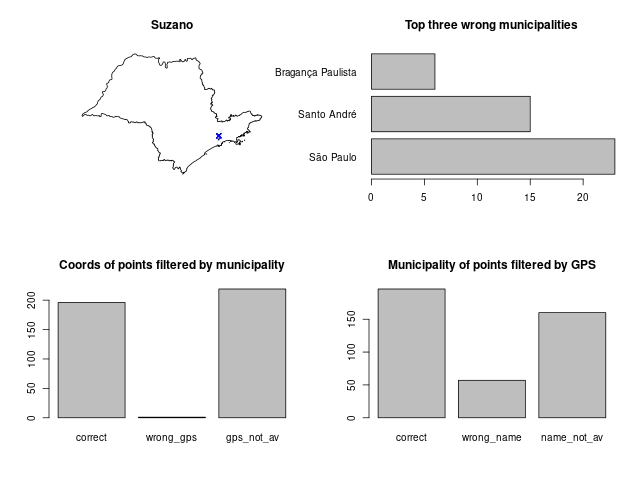 Suzano
Top three wrong municipalities
Bragança Paulista
Santo André
São Paulo
0 5 10 15 20
Coords of points filtered by municipality
200
150
100
50
0
correct wrong_gps gps_not_av
Municipality of points filtered by GPS
150
100
50
0
correct wrong_name name_not_av